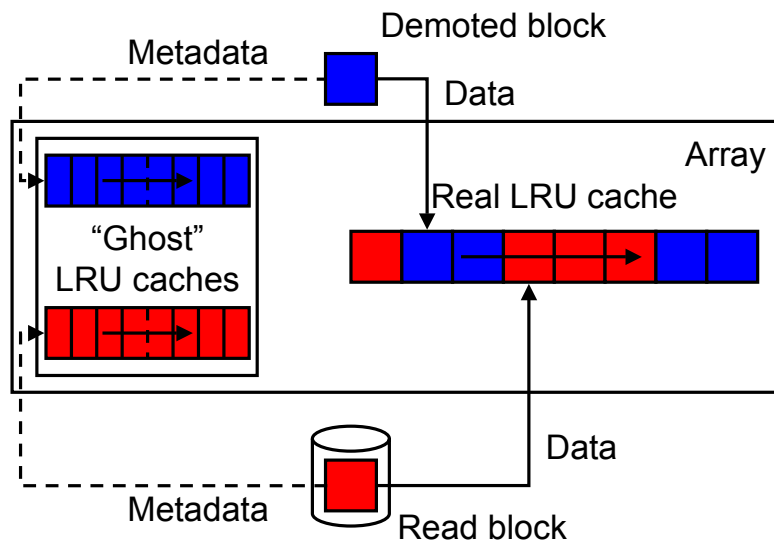 Demoted block
Metadata
Data
Array
Real LRU cache
“Ghost”
LRU caches
Data
Metadata
Read block